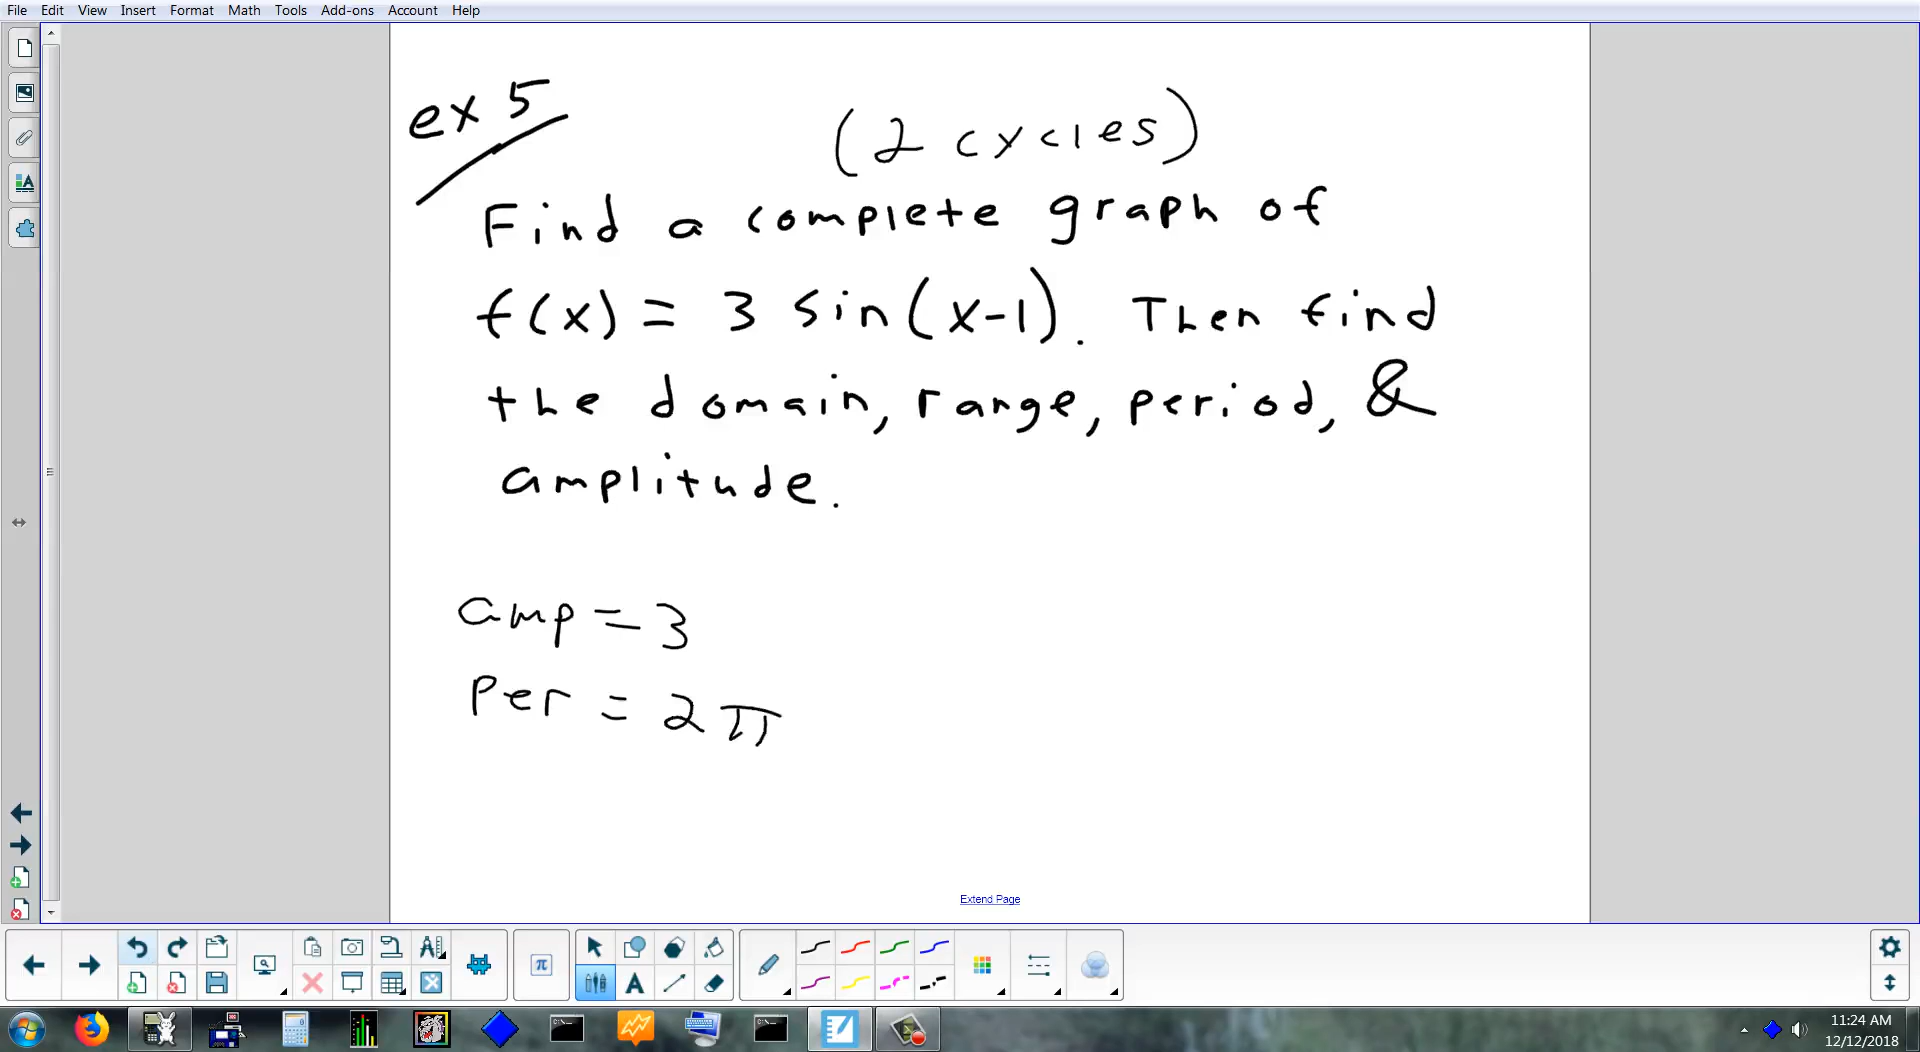 File Edit View Insert Format Math Tools Add-ons Account Help
ex 5
(2 cycles)
Find a complete graph of
f(x) = 3 sin(x-1). Then find
the domain, range, period, &
amplitude.
amp = 3
Per = 2π
Extend Page
11:24 AM
12/12/2018